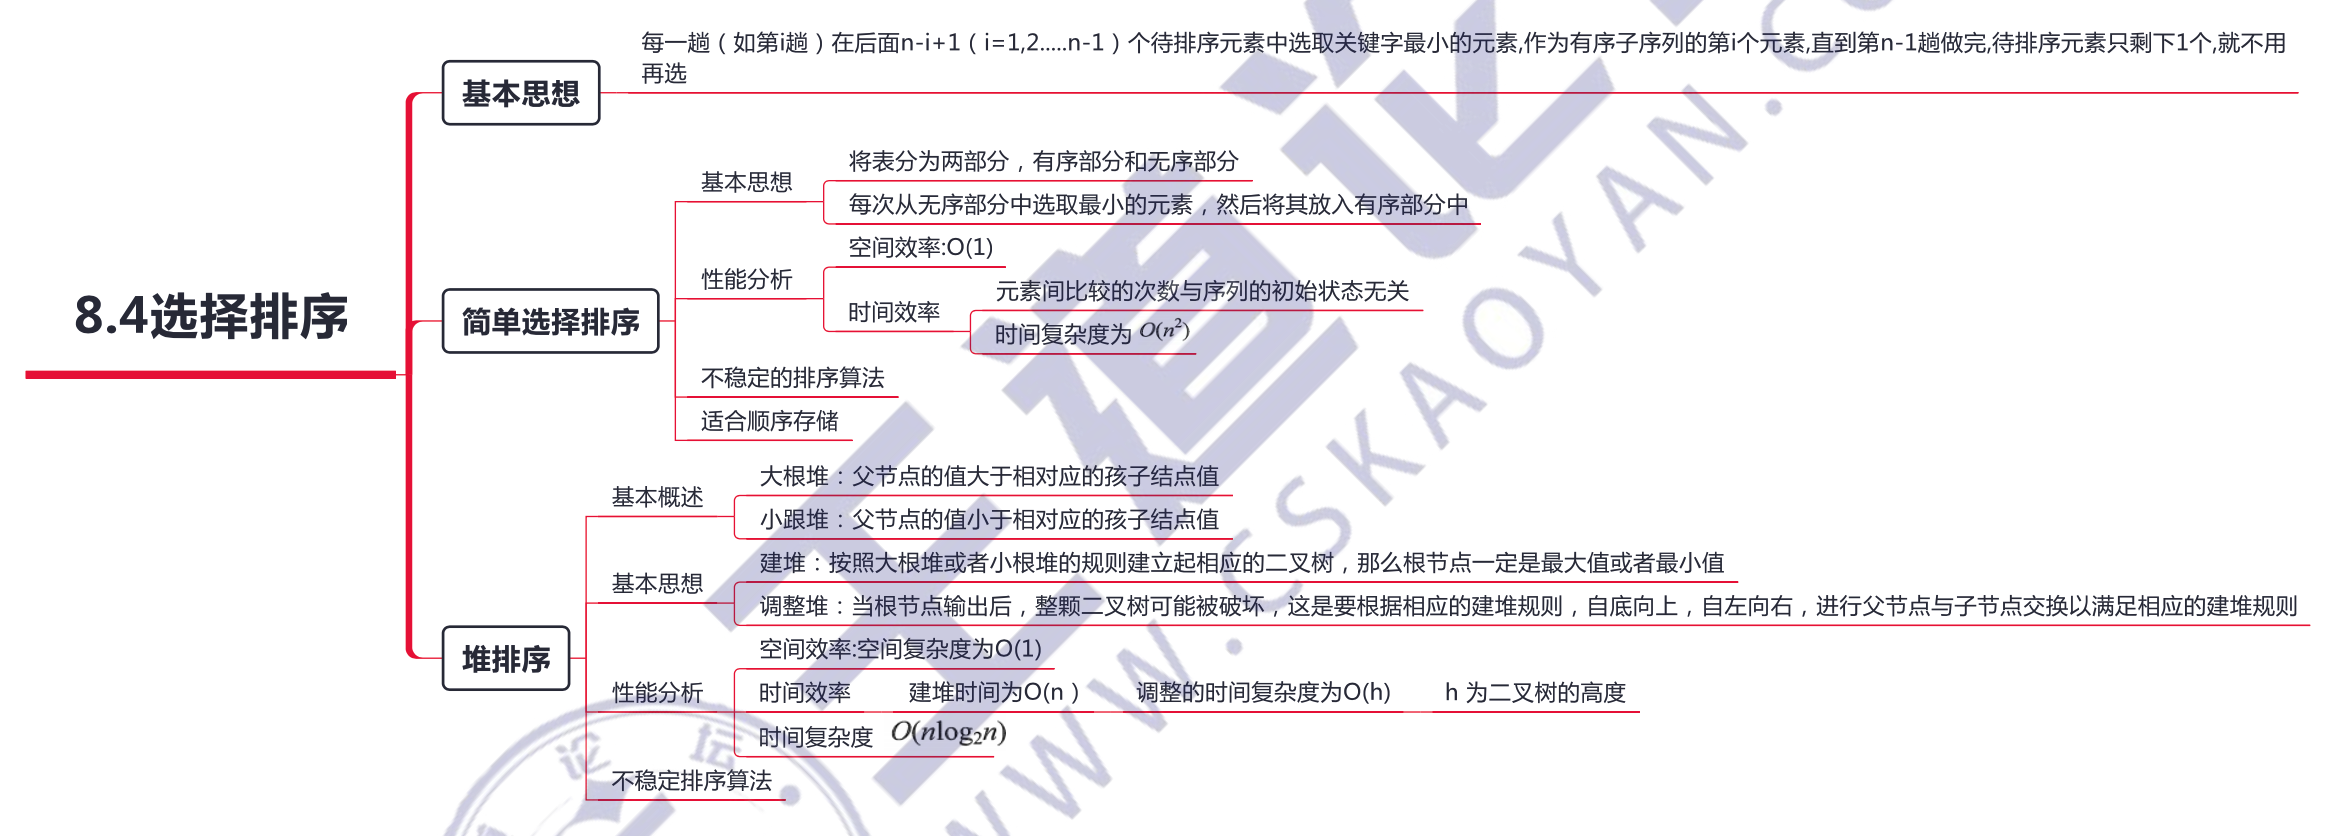 8.4选择排序
基本思想
每一趟（如第i趟）在后面n-i+1（i=1,2.....n-1）个待排序元素中选取关键字最小的元素,作为有序子序列的第i个元素,直到第n-1趟做完,待排序元素只剩下1个,就不用
再选
简单选择排序
基本思想
将表分为两部分，有序部分和无序部分
每次从无序部分中选取最小的元素，然后将其放入有序部分中
性能分析
空间效率:O(1)
时间效率
元素间比较的次数与序列的初始状态无关
时间复杂度为 O(n²)
不稳定的排序算法
适合顺序存储
堆排序
基本概述
大根堆：父节点的值大于相对应的孩子结点值
小跟堆：父节点的值小于相对应的孩子结点值
基本思想
建堆：按照大根堆或者小根堆的规则建立起相应的二叉树，那么根节点一定是最大值或者最小值
调整堆：当根节点输出后，整颗二叉树可能被破坏，这是要根据相应的建堆规则，自底向上，自左向右，进行父节点与子节点交换以满足相应的建堆规则
性能分析
空间效率:空间复杂度为O(1)
时间效率 建堆时间为O(n ) 调整的时间复杂度为O(h) h 为二叉树的高度
时间复杂度 O(nlog₂n)
不稳定排序算法
王道论
WWW.CSKAOYAN.C
论坛